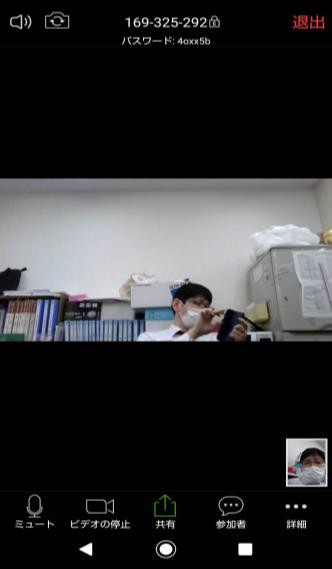 169-325-292
退出
パスワード: 4oxx5b
ミュート
ビデオの停止
共有
参加者
詳細